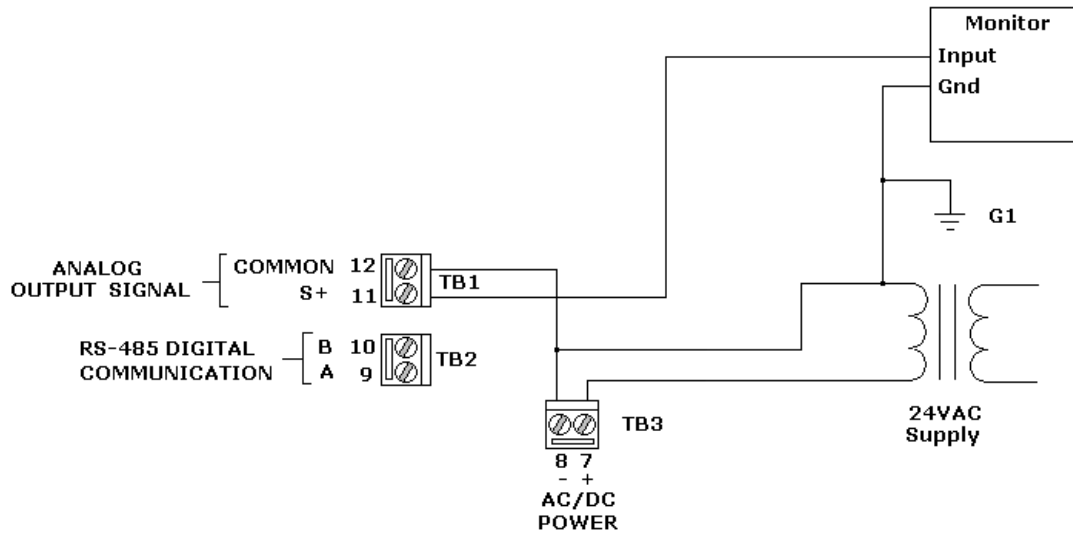 Monitor
Input
Gnd
G1
ANALOG
OUTPUT SIGNAL
COMMON 12
S+ 11
TB1
RS-485 DIGITAL
COMMUNICATION
B 10
A 9
TB2
TB3
8 7
- +
AC/DC
POWER
24VAC
Supply